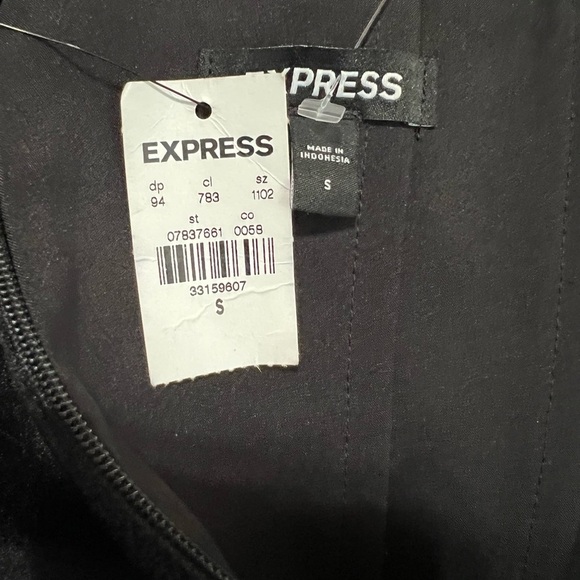 EXPRESS
MADE IN
INDONESIA
S
EXPRESS
dp cl sz
94 783 1102
st co
07837661 0058
33159607
S